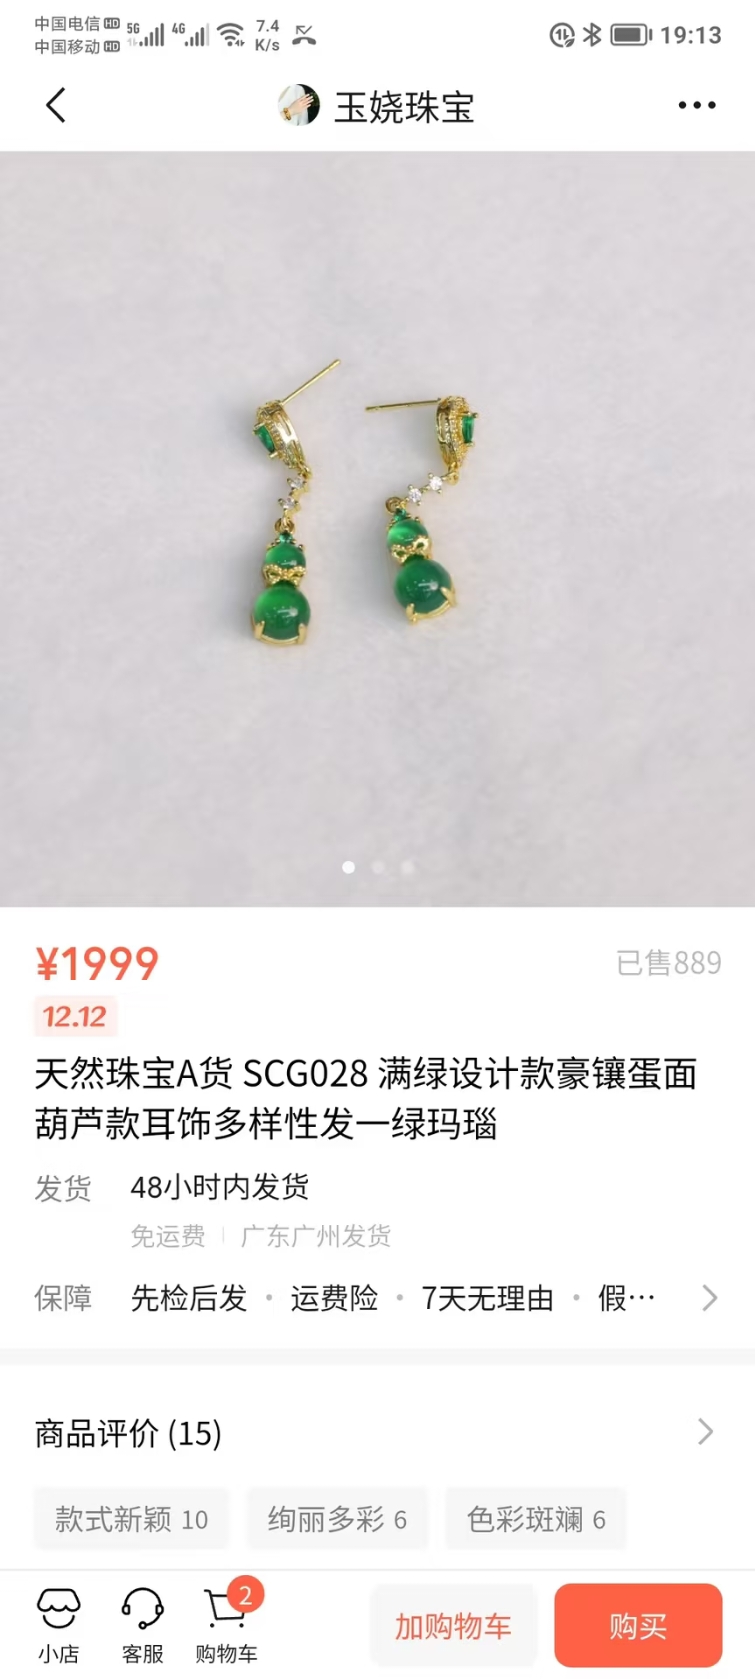 中国电信HD 5G 4G 7.4 K/s 19:13
中国移动HD
玉娆珠宝
¥1999 已售889
12.12
天然珠宝A货 SCG028 满绿设计款豪镶蛋面
葫芦款耳饰多样性发一绿玛瑙
发货 48小时内发货
免运费 | 广东广州发货
保障 先检后发 · 运费险 · 7天无理由 · 假…
商品评价 (15)
款式新颖 10 绚丽多彩 6 色彩斑斓 6
2
小店 客服 购物车 加购物车 购买